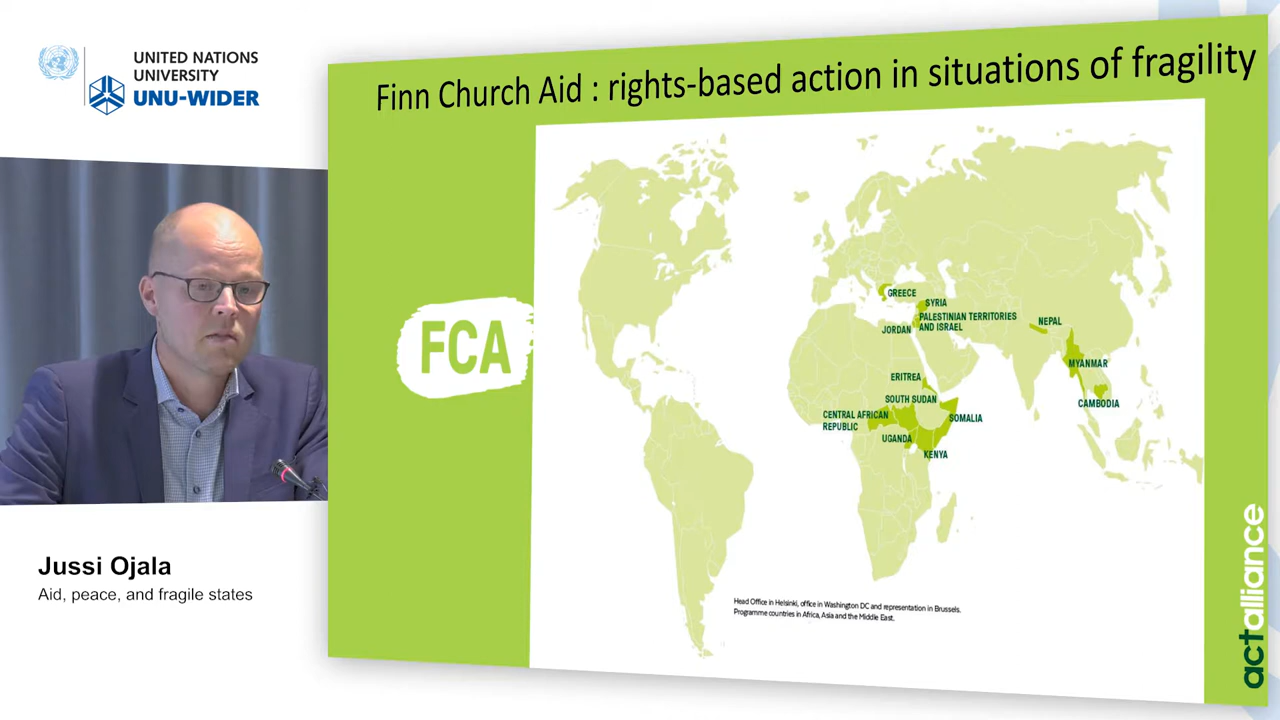 UNITED NATIONS
UNIVERSITY
UNU-WIDER
Finn Church Aid : rights-based action in situations of fragility
FCA
GREECE
SYRIA
PALESTINIAN TERRITORIES
AND ISRAEL
JORDAN
NEPAL
MYANMAR
CAMBODIA
ERITREA
SOUTH SUDAN
CENTRAL AFRICAN
REPUBLIC
SOMALIA
UGANDA
KENYA
Head Office in Helsinki, office in Washington DC and representation in Brussels.
Programme countries in Africa, Asia and the Middle East.
actalliance
Jussi Ojala
Aid, peace, and fragile states